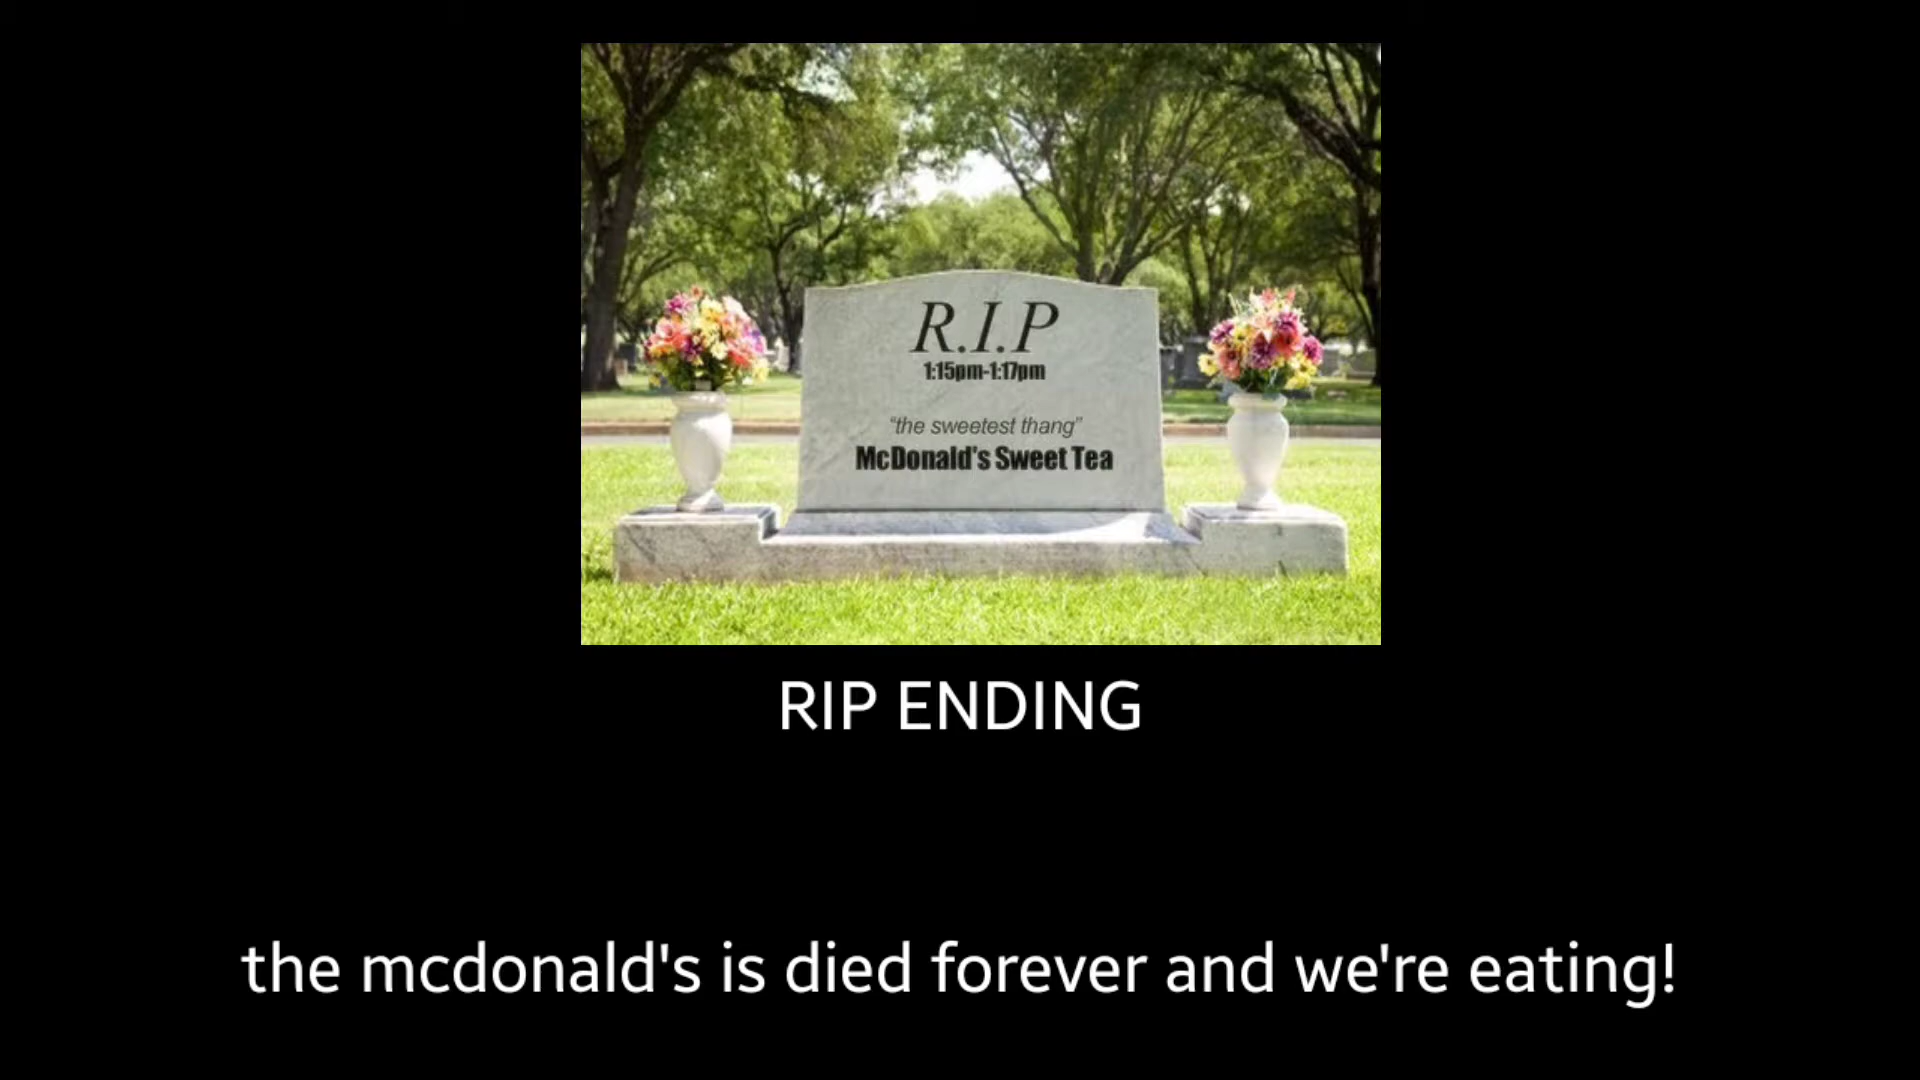 R.I.P
1:15pm-1:17pm
“the sweetest thang”
McDonald's Sweet Tea
RIP ENDING
the mcdonald's is died forever and we're eating!